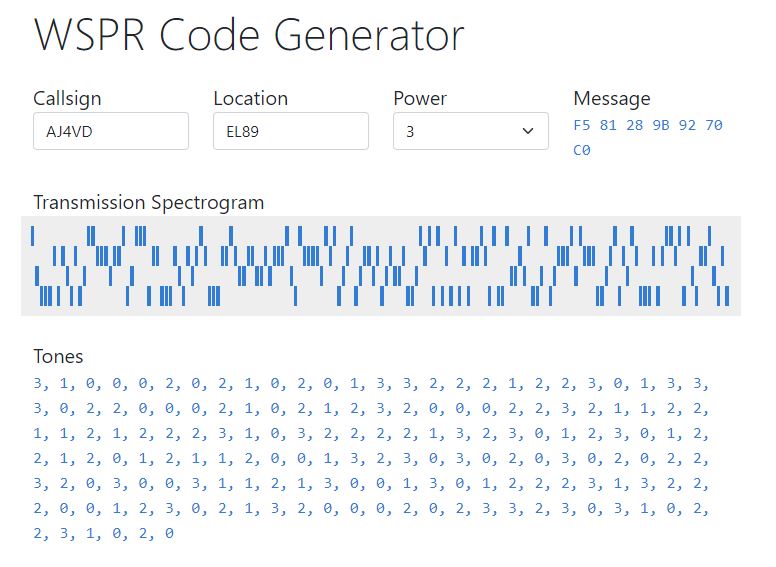 WSPR Code Generator
Callsign Location Power Message
AJ4VD EL89 3 F5 81 28 9B 92 70
C0
Transmission Spectrogram
Tones
3, 1, 0, 0, 0, 2, 0, 2, 1, 0, 2, 0, 1, 3, 3, 2, 2, 2, 1, 2, 2, 3, 0, 1, 3, 3,
3, 0, 2, 2, 0, 0, 0, 2, 1, 0, 2, 1, 2, 3, 2, 0, 0, 0, 2, 2, 3, 2, 1, 1, 2, 2,
1, 1, 2, 1, 2, 2, 2, 3, 1, 0, 3, 2, 2, 2, 2, 1, 3, 2, 3, 0, 1, 2, 3, 0, 1, 2,
2, 1, 2, 0, 1, 2, 1, 1, 2, 0, 0, 1, 3, 2, 3, 0, 3, 0, 2, 0, 3, 0, 2, 0, 2, 2,
3, 2, 0, 3, 0, 0, 3, 1, 1, 2, 1, 3, 0, 0, 1, 3, 0, 1, 2, 2, 2, 3, 1, 3, 2, 2,
2, 0, 0, 1, 2, 3, 0, 2, 1, 3, 2, 0, 0, 0, 2, 0, 2, 3, 3, 2, 3, 0, 3, 1, 0, 2,
2, 3, 1, 0, 2, 0